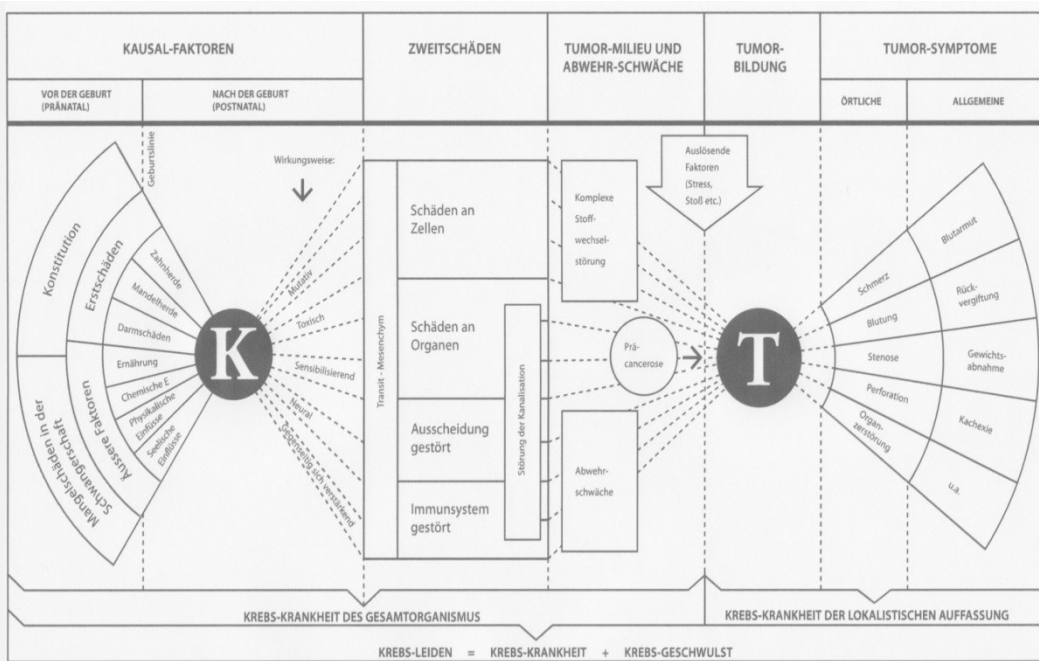 KAUSAL-FAKTOREN
ZWEITSCHÄDEN
TUMOR-MILIEU UND
ABWEHR-SCHWÄCHE
TUMOR-
BILDUNG
TUMOR-SYMPTOME
VOR DER GEBURT
(PRÄNATAL)
NACH DER GEBURT
(POSTNATAL)
ÖRTLICHE
ALLGEMEINE
Geburtslinie
Wirkungsweise:
Konstitution
Mangelschäden in der
Schwangerschaft
Erstschäden
Äussere Faktoren
Zahnherde
Mandelherde
Darmschäden
Ernährung
Chemische E
Physikalische
Einflüsse
Seelische
Einflüsse
K
Mutativ
Toxisch
Sensibilisierend
Neural
Gegenseitig sich verstärkend
Transit - Mesenchym
Schäden an
Zellen
Schäden an
Organen
Ausscheidung
gestört
Immunsystem
gestört
Störung der Kanalisation
Komplexe
Stoff-
wechsel-
störung
Prä-
cancerose
Abwehr-
schwäche
Auslösende
Faktoren
(Stress,
Stoß etc.)
T
Schmerz
Blutung
Stenose
Perforation
Organ-
zerstörung
Blutarmut
Rück-
vergiftung
Gewichts-
abnahme
Kachexie
u.a.
KREBS-KRANKHEIT DES GESAMTORGANISMUS
KREBS-KRANKHEIT DER LOKALISTISCHEN AUFFASSUNG
KREBS-LEIDEN = KREBS-KRANKHEIT + KREBS-GESCHWULST